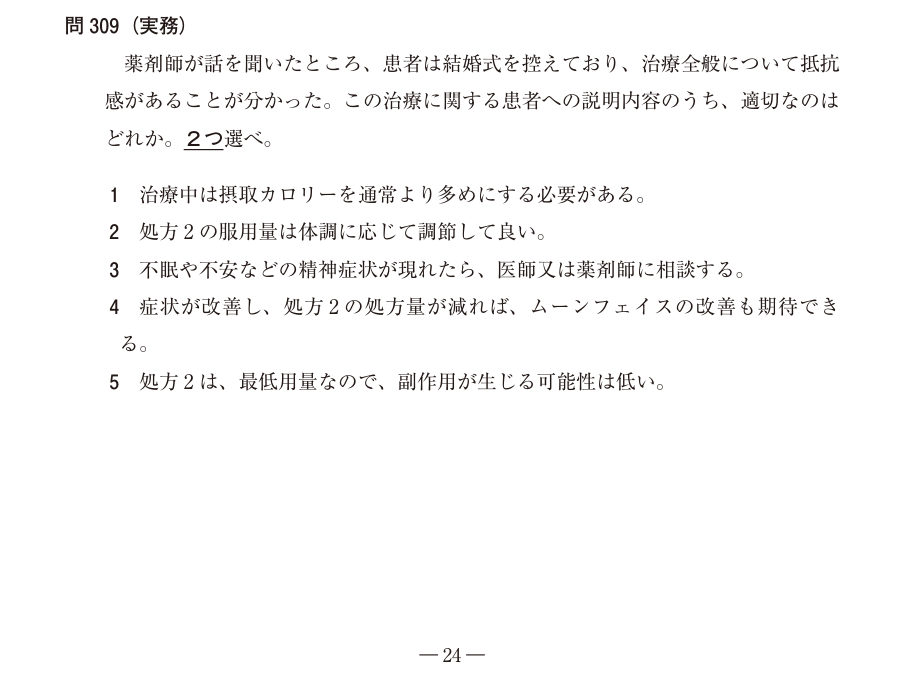 問 309（実務）
薬剤師が話を聞いたところ、患者は結婚式を控えており、治療全般について抵抗
感があることが分かった。この治療に関する患者への説明内容のうち、適切なのは
どれか。２つ選べ。
1　治療中は摂取カロリーを通常より多めにする必要がある。
2　処方２の服用量は体調に応じて調節して良い。
3　不眠や不安などの精神症状が現れたら、医師又は薬剤師に相談する。
4　症状が改善し、処方２の処方量が減れば、ムーンフェイスの改善も期待でき
る。
5　処方２は、最低用量なので、副作用が生じる可能性は低い。
— 24 —